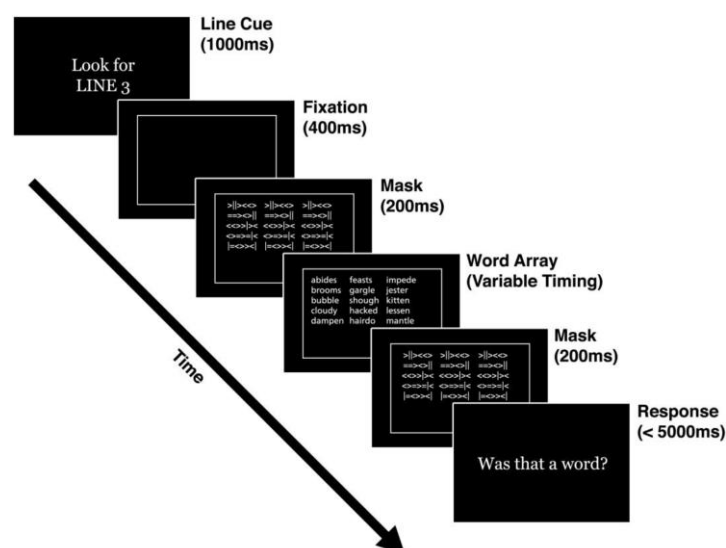 Line Cue
(1000ms)
Look for
LINE 3
Fixation
(400ms)
Mask
(200ms)
>||><<> >||><<> >||><<>
==><>|| ==><>|| ==><>||
<<>>|>< <<>>|>< <<>>|><
<>=>=|< <>=>=|< <>=>=|<
|=<>><| |=<>><| |=<>><|
Word Array
(Variable Timing)
abides feasts impede
brooms gargle jester
bubble shough kitten
cloudy hacked lessen
dampen hairdo mantle
Mask
(200ms)
>||><<> >||><<> >||><<>
==><>|| ==><>|| ==><>||
<<>>|>< <<>>|>< <<>>|><
<>=>=|< <>=>=|< <>=>=|<
|=<>><| |=<>><| |=<>><|
Response
(< 5000ms)
Was that a word?
Time